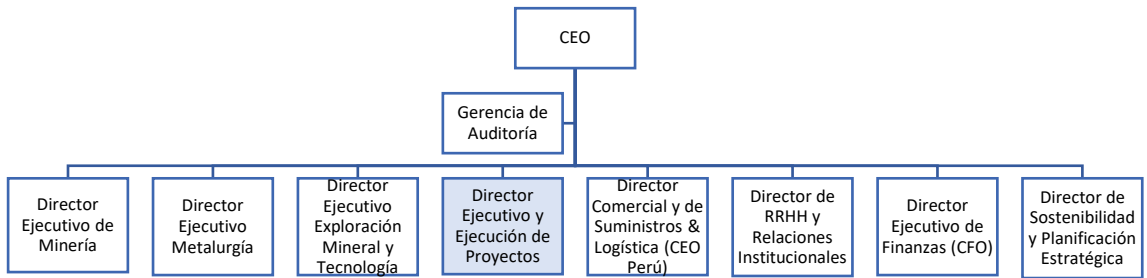 CEO
Gerencia de
Auditoría
Director
Ejecutivo de
Minería
Director
Ejecutivo
Metalurgía
Director
Ejecutivo
Exploración
Mineral y
Tecnología
Director
Ejecutivo y
Ejecución de
Proyectos
Director
Comercial y de
Suministros &
Logística (CEO
Perú)
Director de
RRHH y
Relaciones
Institucionales
Director
Ejecutivo
de Finanzas (CFO)
Director de
Sostenibilidad
y Planificación
Estratégica